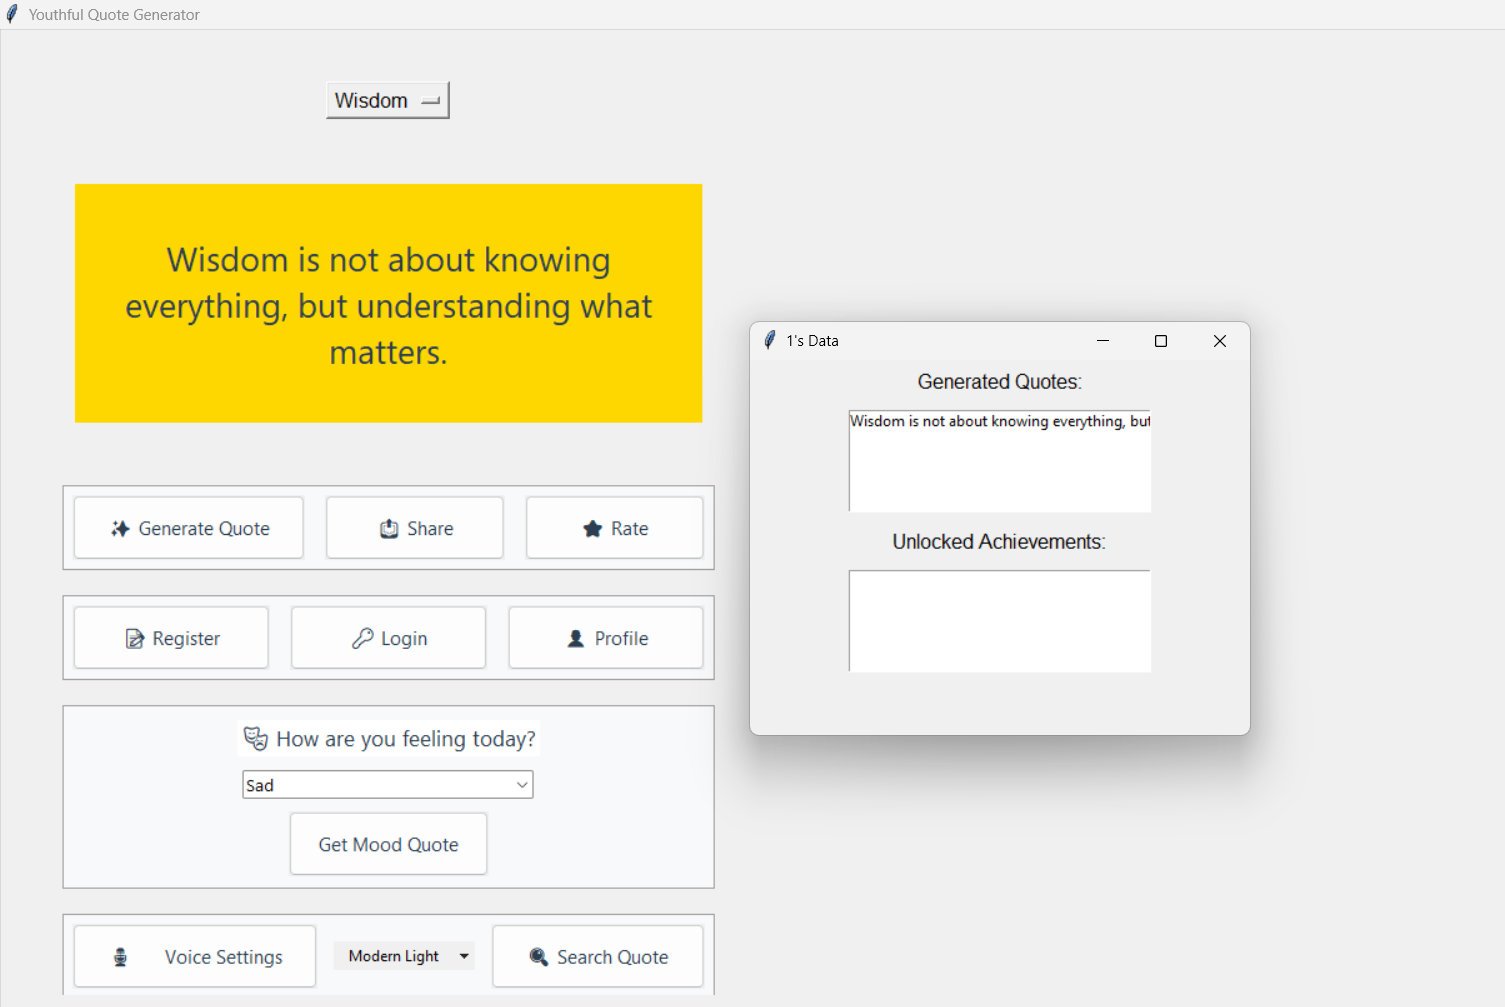 Youthful Quote Generator
Wisdom
Wisdom is not about knowing
everything, but understanding what
matters.
Generate Quote
Share
Rate
Register
Login
Profile
How are you feeling today?
Sad
Get Mood Quote
Voice Settings
Modern Light
Search Quote
1's Data
Generated Quotes:
Wisdom is not about knowing everything, but
Unlocked Achievements: